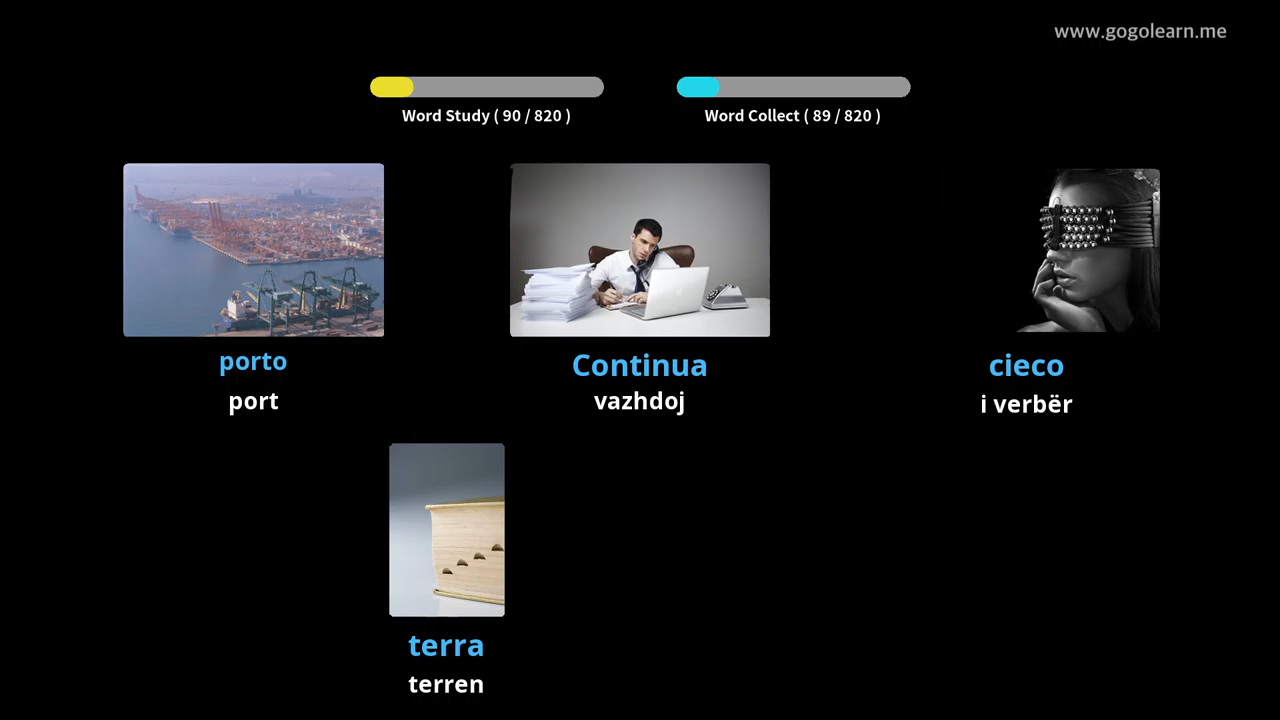 www.gogolearn.me
Word Study ( 90 / 820 )
Word Collect ( 89 / 820 )
porto
port
Continua
vazhdoj
cieco
i verbër
terra
terren